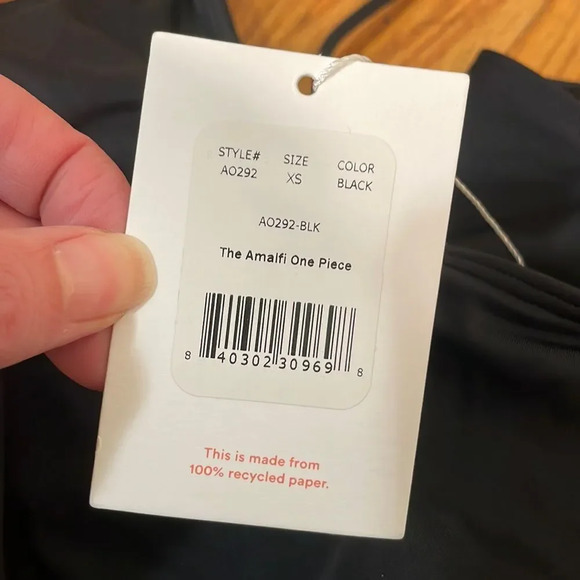 STYLE# SIZE COLOR
AO292 XS BLACK
AO292-BLK
The Amalfi One Piece
8 40302 30969 8
This is made from
100% recycled paper.